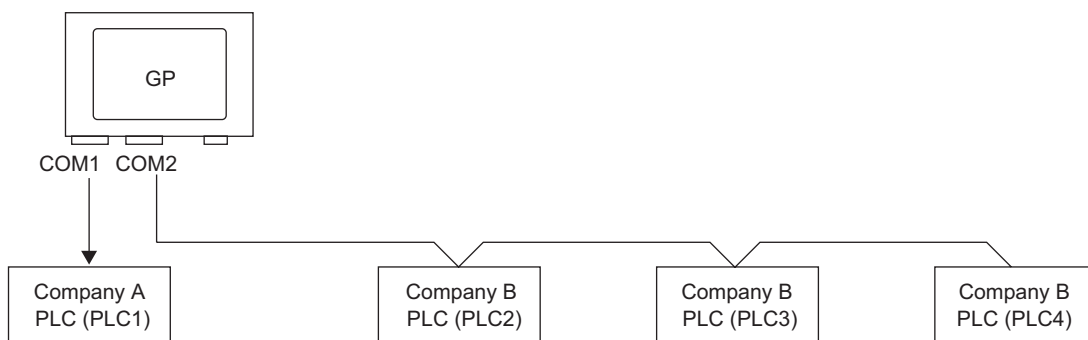 GP
COM1 COM2
Company A
PLC (PLC1)
Company B
PLC (PLC2)
Company B
PLC (PLC3)
Company B
PLC (PLC4)